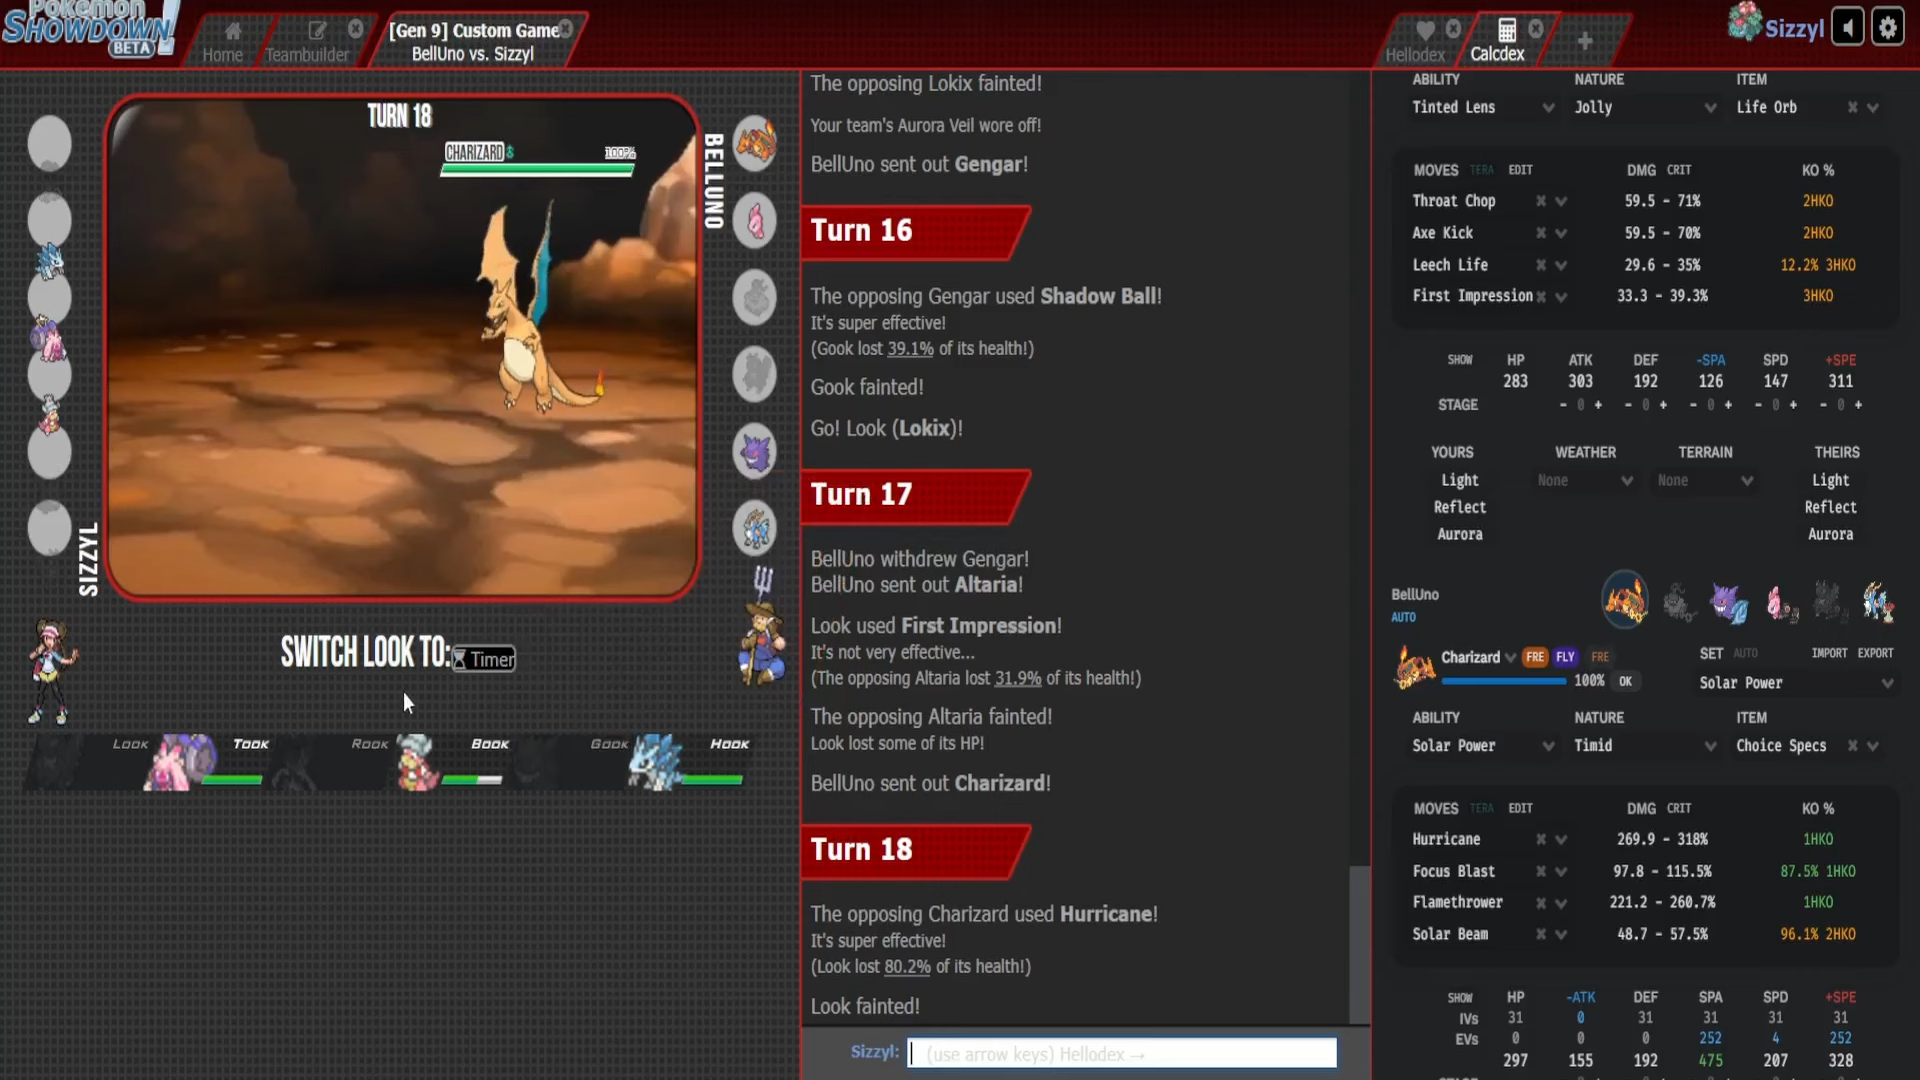 Pokémon
SHOWDOWN!
BETA
Home
Teambuilder
[Gen 9] Custom Game
BellUno vs. Sizzyl
Hellodex
Calcdex
Sizzyl
TURN 18
CHARIZARD
100%
BELLUNO
SIZZYL
SWITCH LOOK TO:
Timer
Look
Took
Rook
Book
Gook
Hook
The opposing Lokix fainted!
Your team's Aurora Veil wore off!
BellUno sent out Gengar!
Turn 16
The opposing Gengar used Shadow Ball!
It's super effective!
(Gook lost 39.1% of its health!)
Gook fainted!
Go! Look (Lokix)!
Turn 17
BellUno withdrew Gengar!
BellUno sent out Altaria!
Look used First Impression!
It's not very effective...
(The opposing Altaria lost 31.9% of its health!)
The opposing Altaria fainted!
Look lost some of its HP!
BellUno sent out Charizard!
Turn 18
The opposing Charizard used Hurricane!
It's super effective!
(Look lost 80.2% of its health!)
Look fainted!
Sizzyl: (use arrow keys) Hellodex →
ABILITY NATURE ITEM
Tinted Lens Jolly Life Orb
MOVES TERA EDIT DMG CRIT KO %
Throat Chop 59.5 - 71% 2HKO
Axe Kick 59.5 - 70% 2HKO
Leech Life 29.6 - 35% 12.2% 3HKO
First Impression 33.3 - 39.3% 3HKO
SHOW HP ATK DEF -SPA SPD +SPE
283 303 192 126 147 311
STAGE - 0 + - 0 + - 0 + - 0 + - 0 +
YOURS WEATHER TERRAIN THEIRS
Light None None Light
Reflect Reflect
Aurora Aurora
BellUno
AUTO
Charizard FRE FLY FRE SET AUTO IMPORT EXPORT
100% OK Solar Power
ABILITY NATURE ITEM
Solar Power Timid Choice Specs
MOVES TERA EDIT DMG CRIT KO %
Hurricane 269.9 - 318% 1HKO
Focus Blast 97.8 - 115.5% 87.5% 1HKO
Flamethrower 221.2 - 260.7% 1HKO
Solar Beam 48.7 - 57.5% 96.1% 2HKO
SHOW HP -ATK DEF SPA SPD +SPE
IVs 31 0 31 31 31 31
EVs 0 0 0 252 4 252
297 155 192 475 207 328